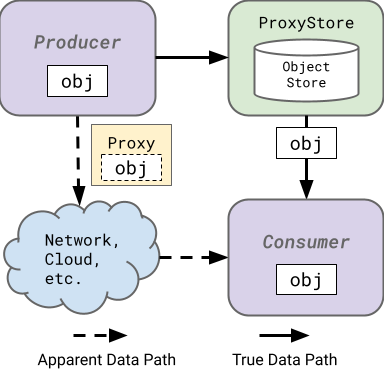 Producer
obj
ProxyStore
Object
Store
Proxy
obj
obj
Network,
Cloud,
etc.
Consumer
obj
Apparent Data Path
True Data Path